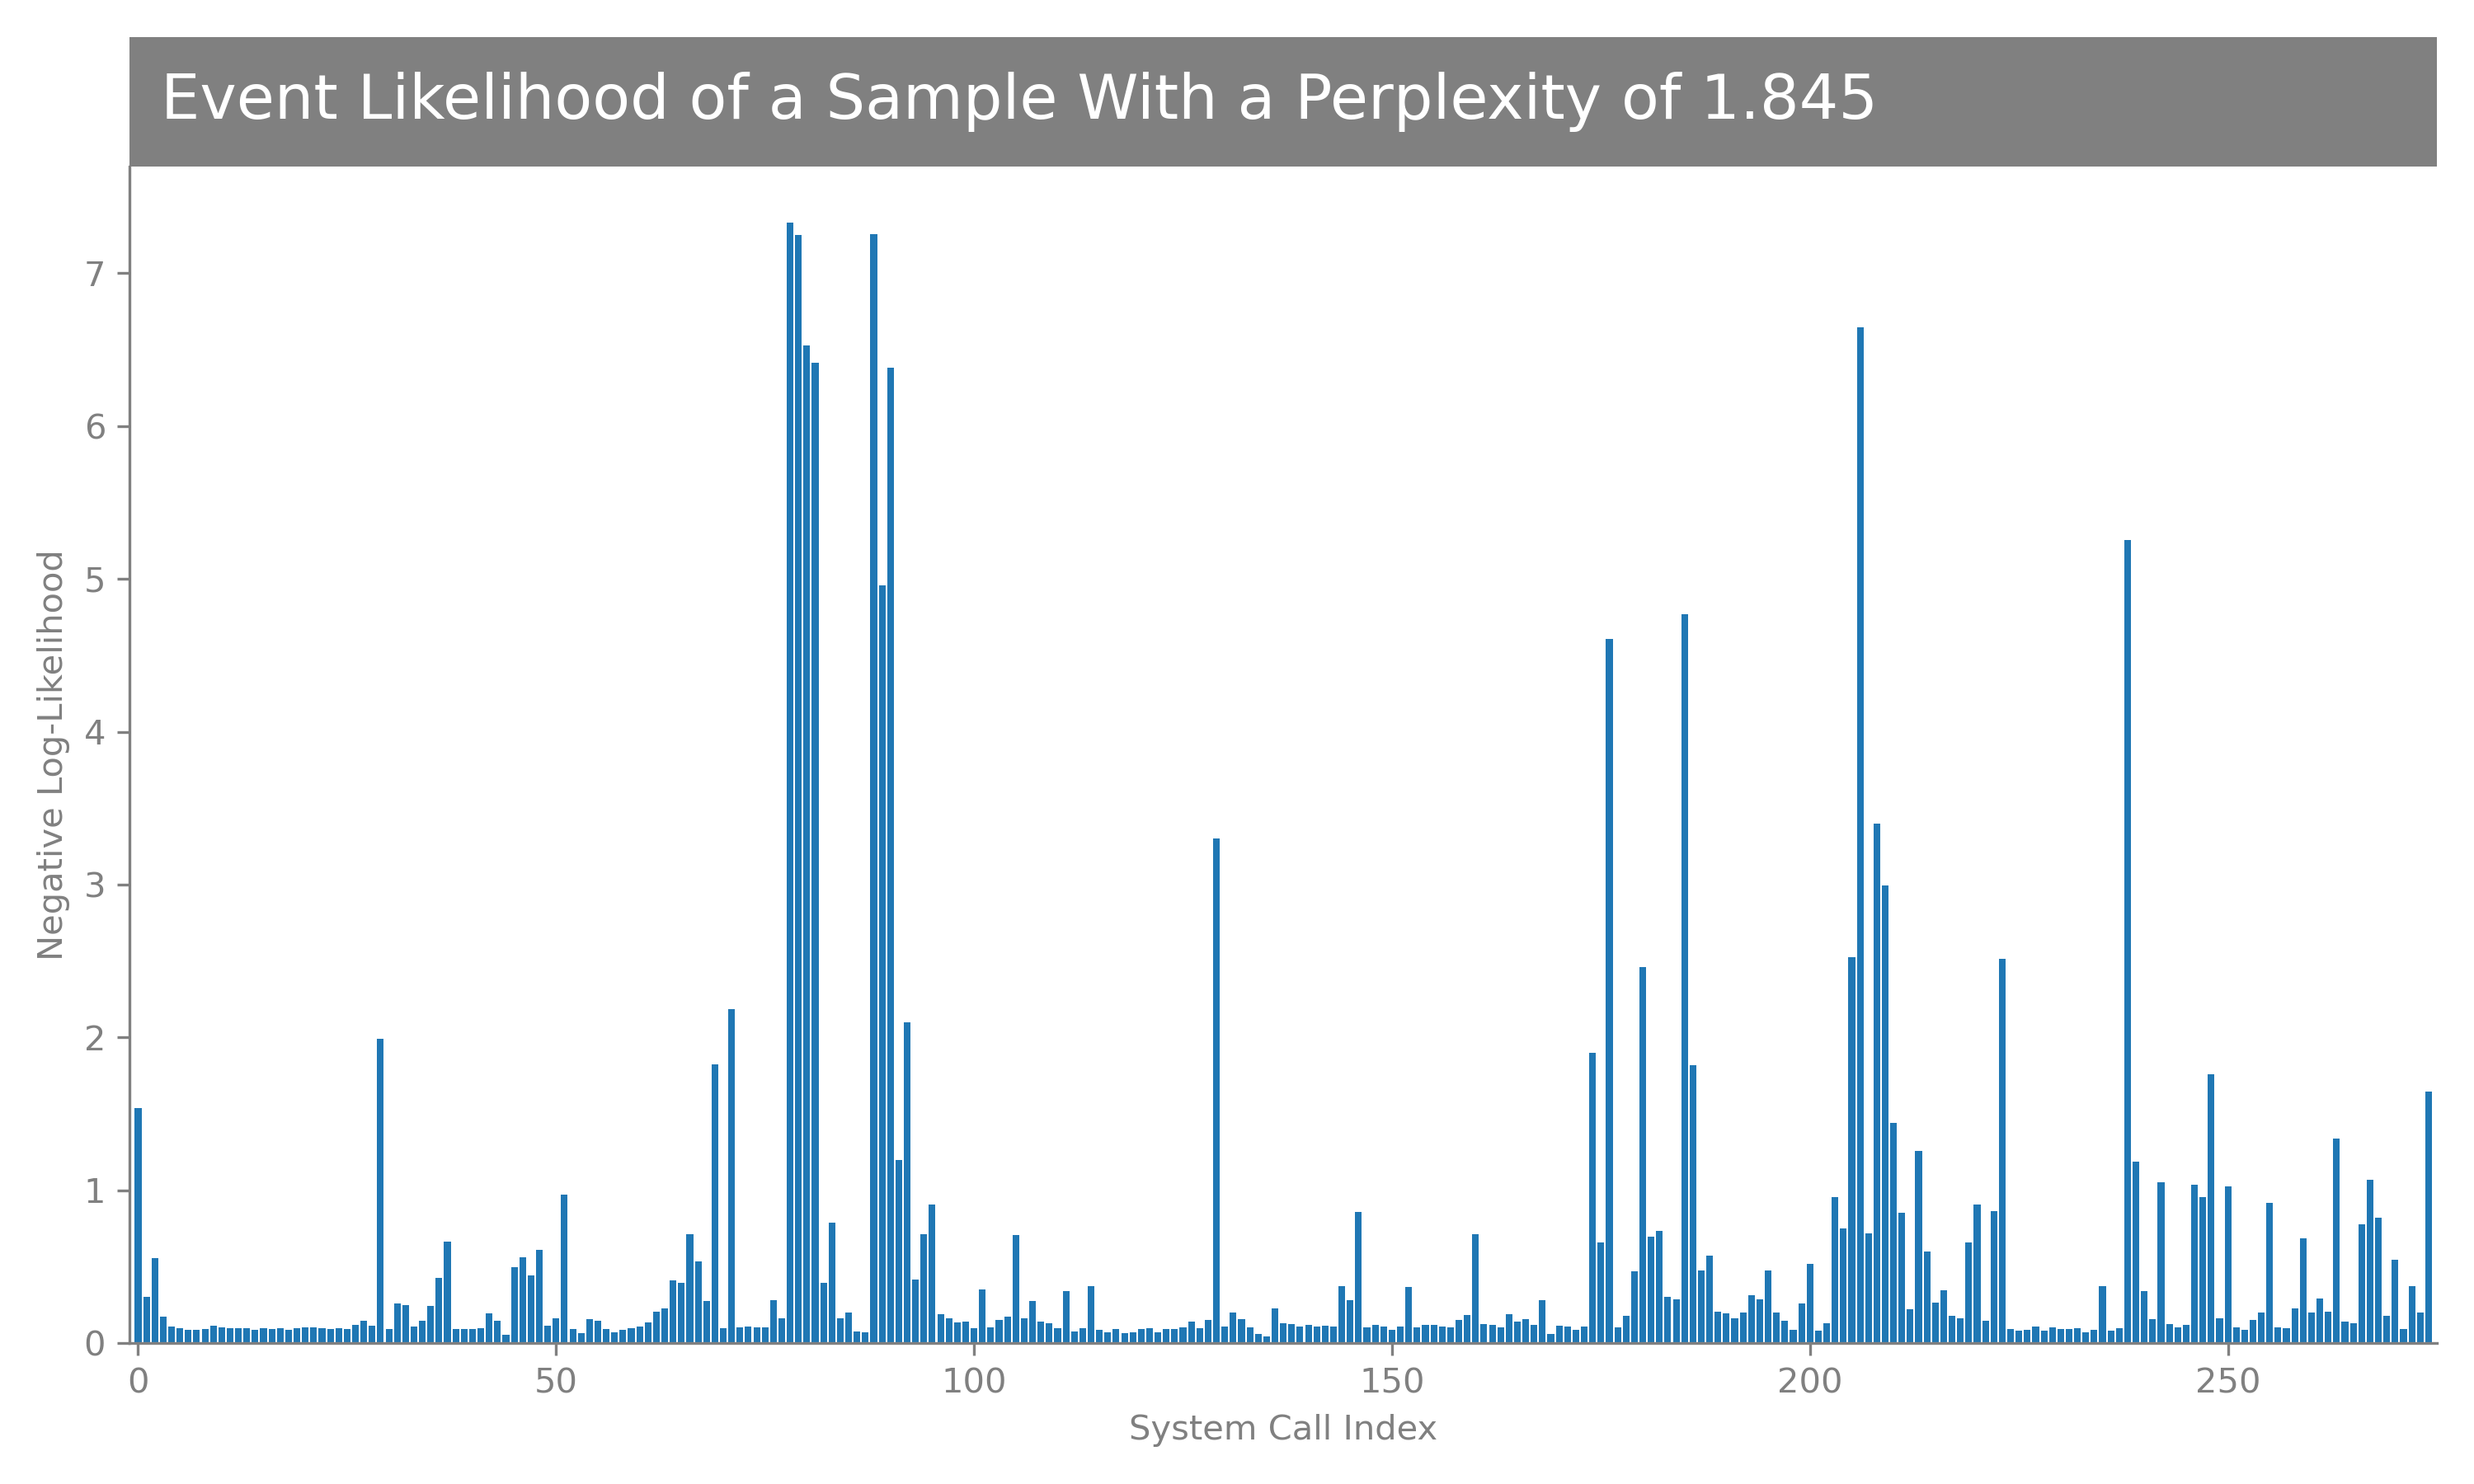 Event Likelihood of a Sample With a Perplexity of 1.845
7
6
5
4
3
2
1
0
Negative Log-Likelihood
0 50 100 150 200 250
System Call Index